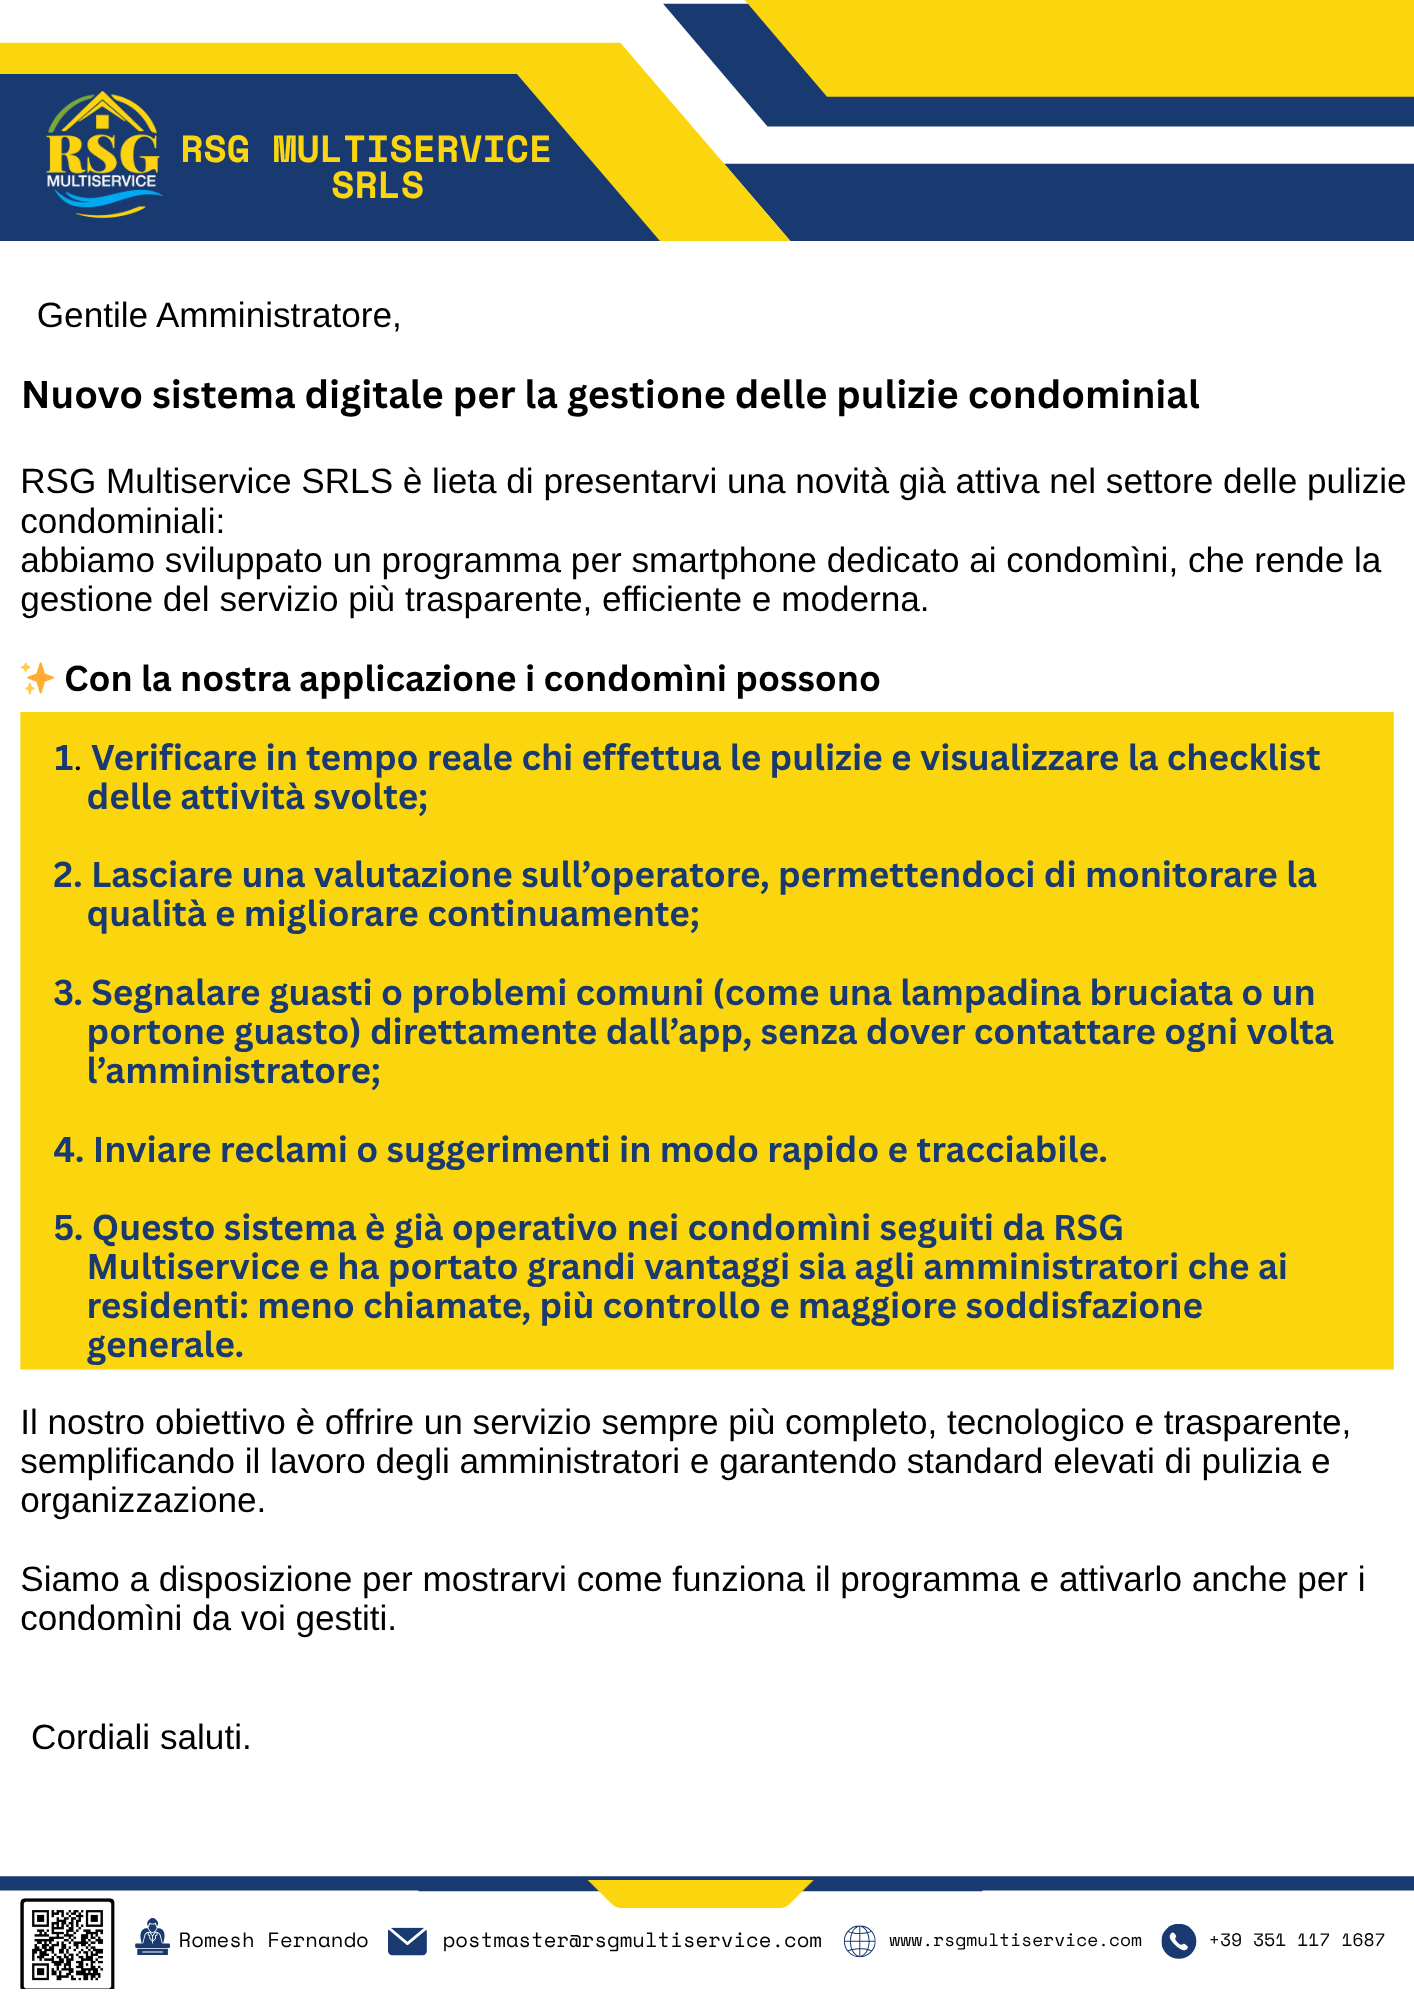 RSG
MULTISERVICE
RSG MULTISERVICE
SRLS
Gentile Amministratore,
Nuovo sistema digitale per la gestione delle pulizie condominial
RSG Multiservice SRLS è lieta di presentarvi una novità già attiva nel settore delle pulizie
condominiali:
abbiamo sviluppato un programma per smartphone dedicato ai condomìni, che rende la
gestione del servizio più trasparente, efficiente e moderna.
✨ Con la nostra applicazione i condomìni possono
1. Verificare in tempo reale chi effettua le pulizie e visualizzare la checklist
delle attività svolte;
2. Lasciare una valutazione sull’operatore, permettendoci di monitorare la
qualità e migliorare continuamente;
3. Segnalare guasti o problemi comuni (come una lampadina bruciata o un
portone guasto) direttamente dall’app, senza dover contattare ogni volta
l’amministratore;
4. Inviare reclami o suggerimenti in modo rapido e tracciabile.
5. Questo sistema è già operativo nei condomìni seguiti da RSG
Multiservice e ha portato grandi vantaggi sia agli amministratori che ai
residenti: meno chiamate, più controllo e maggiore soddisfazione
generale.
Il nostro obiettivo è offrire un servizio sempre più completo, tecnologico e trasparente,
semplificando il lavoro degli amministratori e garantendo standard elevati di pulizia e
organizzazione.
Siamo a disposizione per mostrarvi come funziona il programma e attivarlo anche per i
condomìni da voi gestiti.
Cordiali saluti.
Romesh Fernando postmaster@rsgmultiservice.com www.rsgmultiservice.com +39 351 117 1687